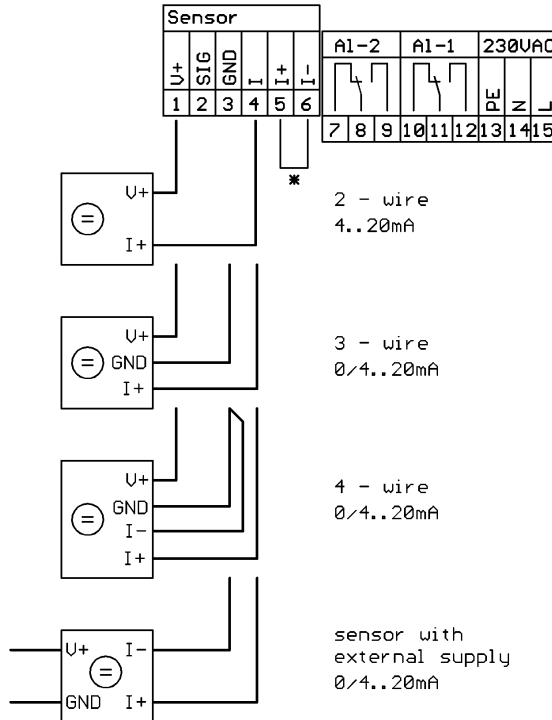 Sensor
V+ SIG GND I I+ I-
1 2 3 4 5 6
Al-2 Al-1 230VAC
PE N L
7 8 9 10 11 12 13 14 15
*
V+
=
I+
2 - wire
4..20mA
V+
= GND
I+
3 - wire
0/4..20mA
V+
GND
=
I-
I+
4 - wire
0/4..20mA
V+ I-
=
GND I+
sensor with
external supply
0/4..20mA